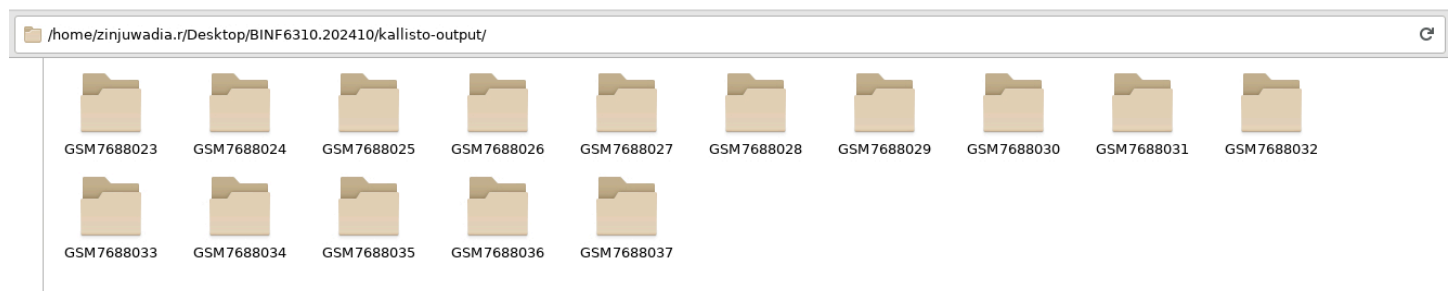 /home/zinjuwadia.r/Desktop/BINF6310.202410/kallisto-output/
GSM7688023 GSM7688024 GSM7688025 GSM7688026 GSM7688027 GSM7688028 GSM7688029 GSM7688030 GSM7688031 GSM7688032
GSM7688033 GSM7688034 GSM7688035 GSM7688036 GSM7688037